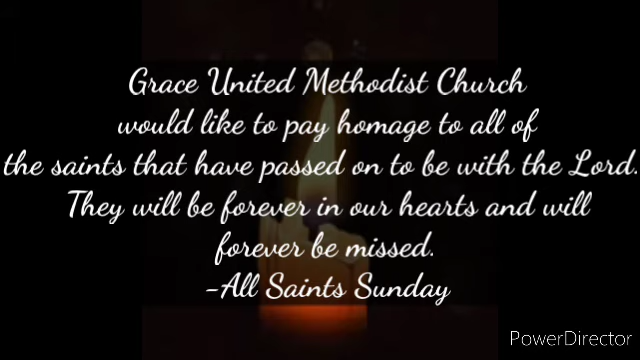 Grace United Methodist Church
would like to pay homage to all of
the saints that have passed on to be with the Lord.
They will be forever in our hearts and will
forever be missed.
-All Saints Sunday
PowerDirector